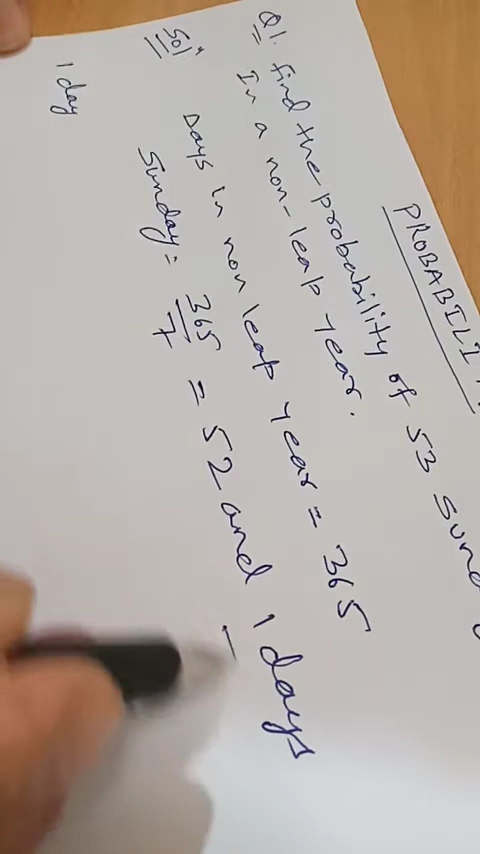 PROBABILI
Q1. find the probability of 53
In a non-leap year.
Sol^n
Days in non leap year = 365
Sunday = 365/7 = 52 and 1 days
1 day